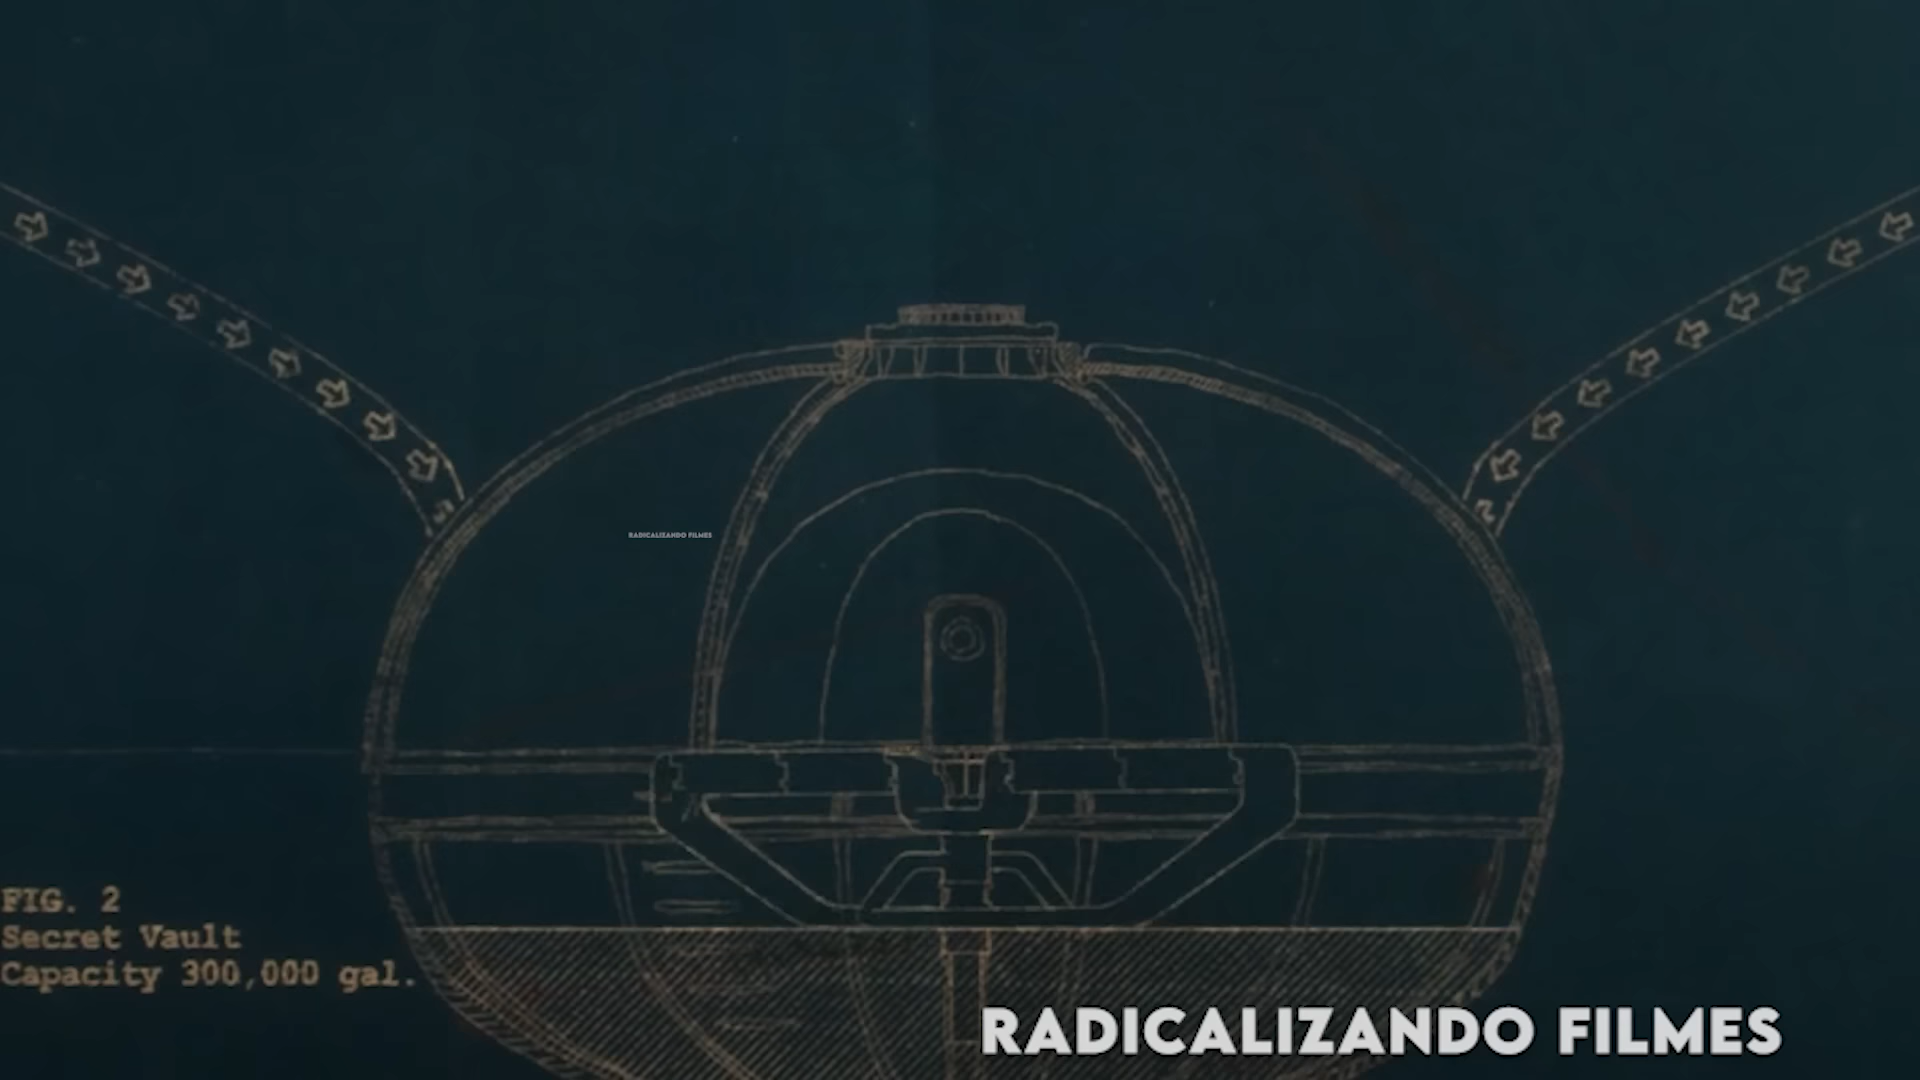 RADICALIZANDO FILMES
FIG. 2
Secret Vault
Capacity 300,000 gal.
RADICALIZANDO FILMES